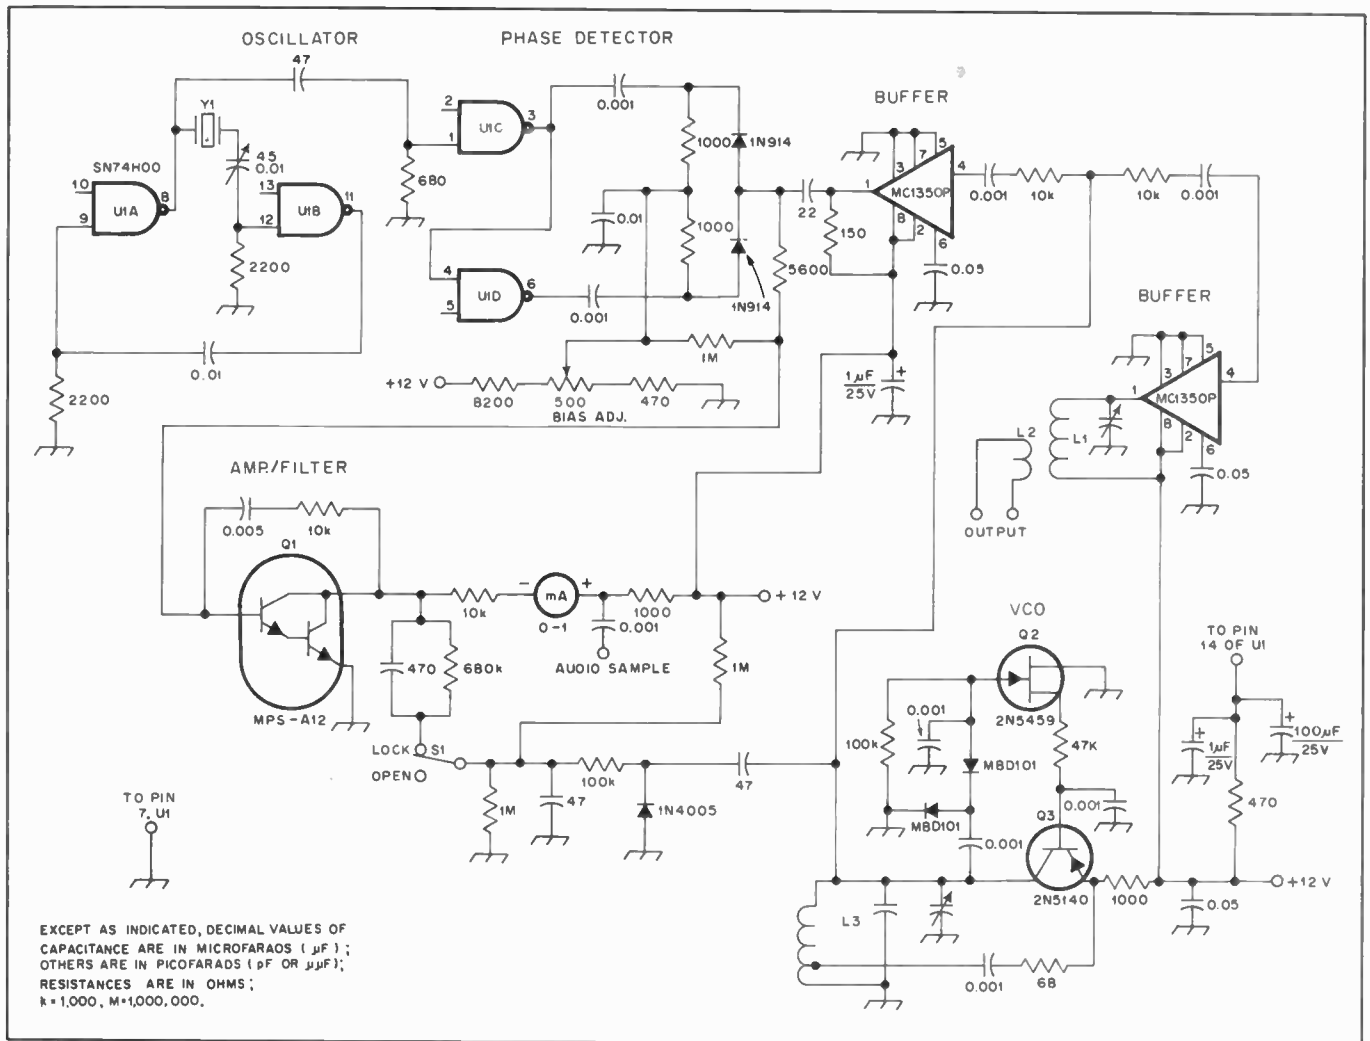 OSCILLATOR
PHASE DETECTOR
47
Y1
45
0.01
SN74H00
10
9
U1A
8
13
12
U1B
11
2200
0.01
2200
2
1
U1C
3
680
4
5
U1D
6
0.001
1000
1N914
0.01
1000
0.001
1N914
5600
22
150
BUFFER
1
3
7
5
4
MC1350P
8
2
6
0.05
0.001
10k
10k
0.001
BUFFER
1
3
7
5
4
MC1350P
8
2
6
0.05
L2
L1
OUTPUT
1M
+12 V
8200
500
470
BIAS ADJ.
1µF
25V
+
AMP./FILTER
0.005
10k
Q1
MPS-A12
10k
-
mA
+
0-1
1000
0.001
AUDIO SAMPLE
+12 V
470
680k
1M
LOCK
S1
OPEN
1M
47
100k
1N4005
47
TO PIN
7, U1
VCO
Q2
2N5459
100k
0.001
MBD101
MBD101
47K
0.001
0.001
Q3
2N5140
1000
L3
0.001
68
TO PIN
14 OF U1
+
1µF
25V
+
100µF
25V
470
0.05
+12 V
EXCEPT AS INDICATED, DECIMAL VALUES OF
CAPACITANCE ARE IN MICROFARADS ( µF ) ;
OTHERS ARE IN PICOFARADS ( pF OR µµF);
RESISTANCES ARE IN OHMS ;
k = 1,000, M=1,000,000.